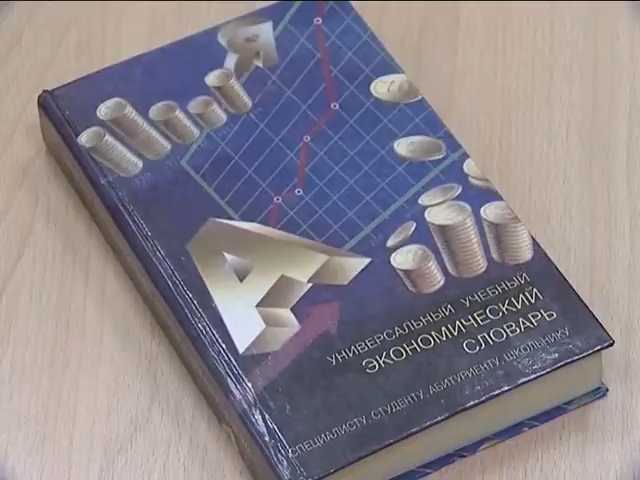 Я
А
УНИВЕРСАЛЬНЫЙ УЧЕБНЫЙ
ЭКОНОМИЧЕСКИЙ
СЛОВАРЬ
СПЕЦИАЛИСТУ, СТУДЕНТУ, АБИТУРИЕНТУ, ШКОЛЬНИКУ